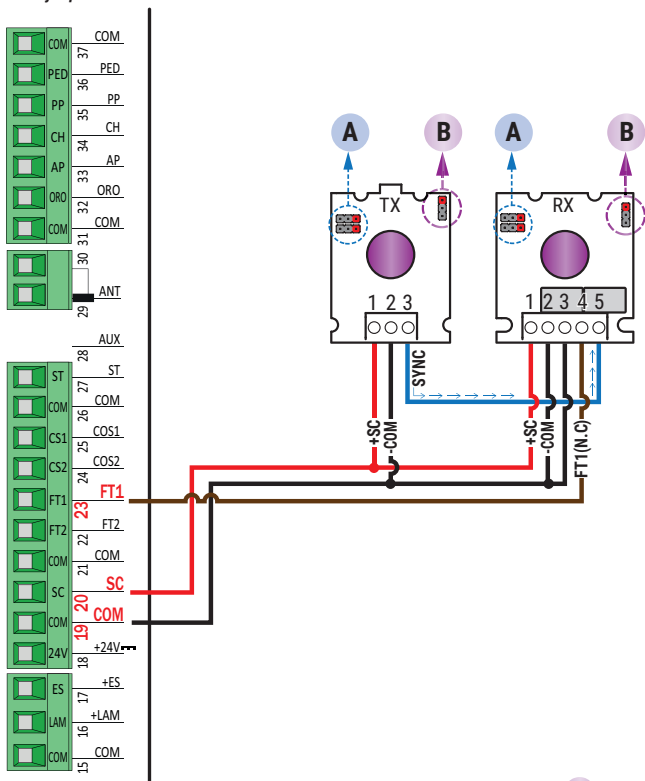 COM COM 37
PED PED 36
PP PP 35
CH CH 34
AP AP 33
ORO ORO 32
COM COM 31
30
ANT 29
AUX 28
ST ST 27
COM COM 26
CS1 COS1 25
CS2 COS2 24
FT1 FT1 23
FT2 FT2 22
COM COM 21
SC SC 20
COM COM 19
24V +24V 18
ES +ES 17
LAM +LAM 16
COM COM 15
A B A B
TX RX
1 2 3 1 2 3 4 5
SYNC
+SC -COM +SC -COM FT1(N.C)